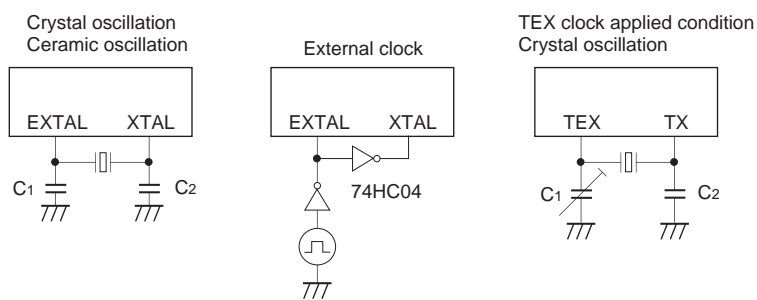 Crystal oscillation
Ceramic oscillation
EXTAL XTAL
C1 C2
External clock
EXTAL XTAL
74HC04
TEX clock applied condition
Crystal oscillation
TEX TX
C1 C2